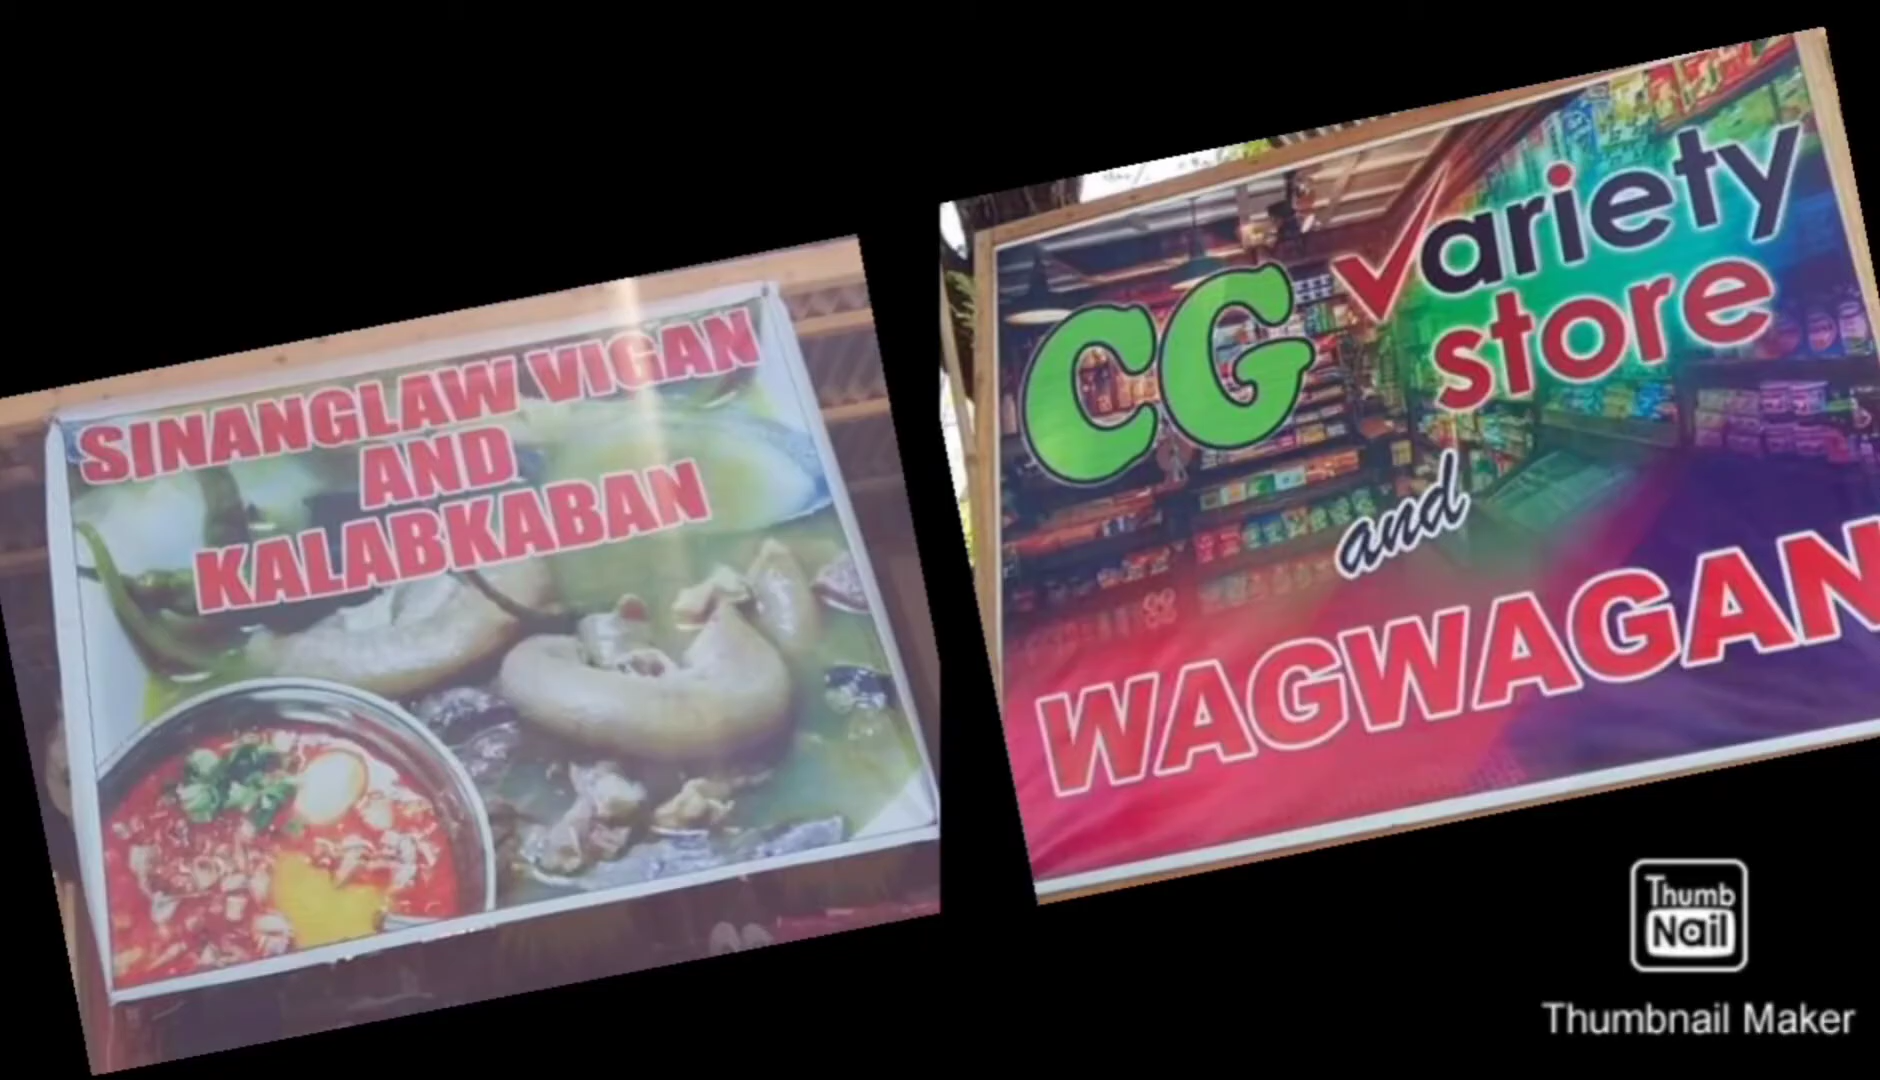 SINANGLAW VIGAN
AND
KALABKABAN
CG Variety
store
and
WAGWAGAN
Thumb
Nail
Thumbnail Maker